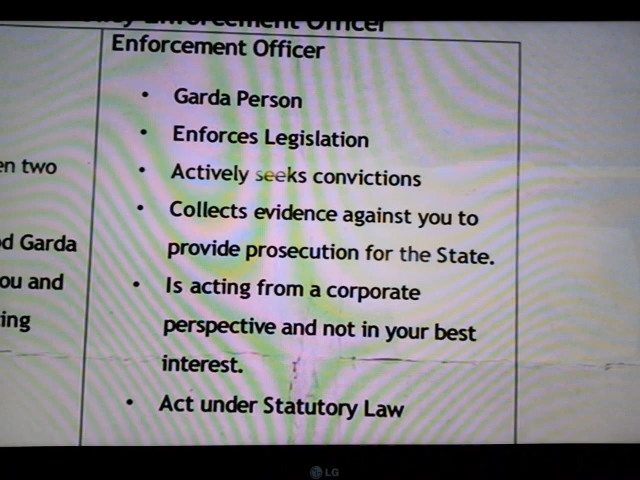 Enforcement Officer
Enforcement Officer
• Garda Person
• Enforces Legislation
en two
• Actively seeks convictions
• Collects evidence against you to
d Garda
provide prosecution for the State.
ou and
• Is acting from a corporate
ing
perspective and not in your best
interest.
• Act under Statutory Law
LG